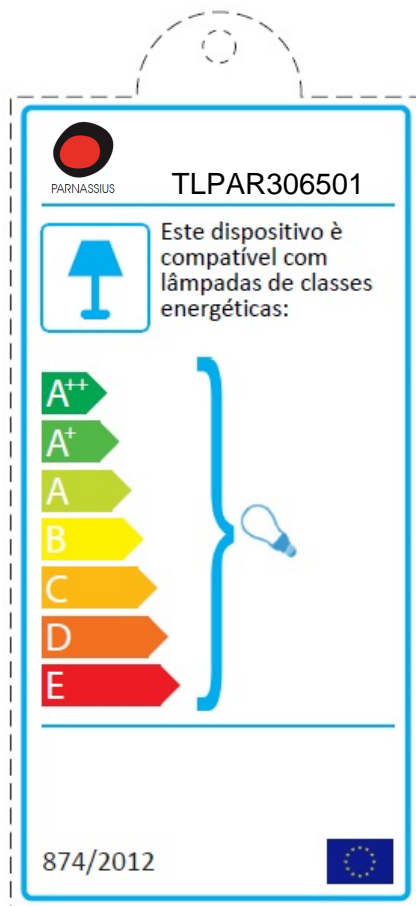 PARNASSIUS
TLPAR306501
Este dispositivo è
compatível com
lâmpadas de classes
energéticas:
A++
A+
A
B
C
D
E
874/2012